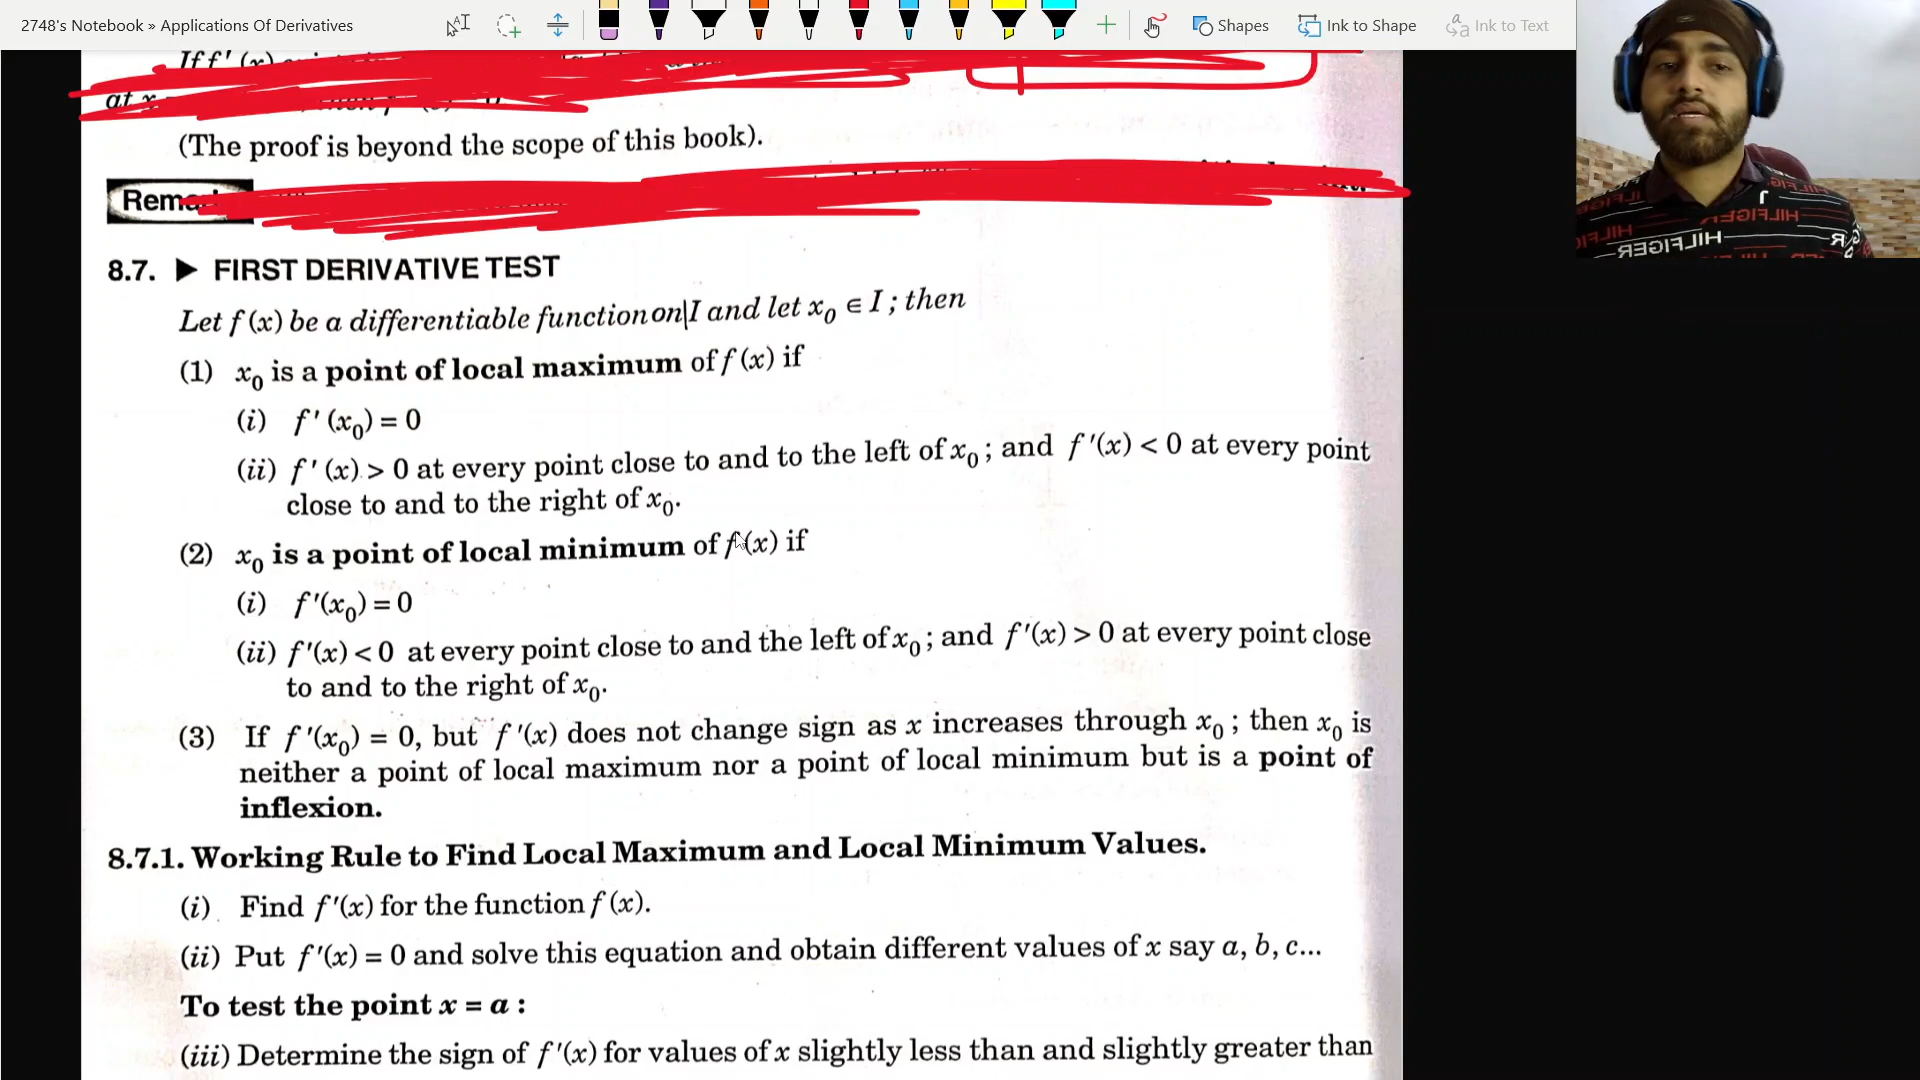 2748's Notebook » Applications Of Derivatives
Shapes
Ink to Shape
Ink to Text
If f' (x)
at x
(The proof is beyond the scope of this book).
8.7. ▶ FIRST DERIVATIVE TEST
Let f (x) be a differentiable function on I and let x₀ ∈ I ; then
(1) x₀ is a point of local maximum of f (x) if
(i) f' (x₀) = 0
(ii) f' (x) > 0 at every point close to and to the left of x₀ ; and f'(x) < 0 at every point
close to and to the right of x₀.
(2) x₀ is a point of local minimum of f (x) if
(i) f'(x₀) = 0
(ii) f'(x) < 0 at every point close to and the left of x₀ ; and f'(x) > 0 at every point close
to and to the right of x₀.
(3) If f'(x₀) = 0, but f'(x) does not change sign as x increases through x₀ ; then x₀ is
neither a point of local maximum nor a point of local minimum but is a point of
inflexion.
8.7.1. Working Rule to Find Local Maximum and Local Minimum Values.
(i) Find f'(x) for the function f (x).
(ii) Put f'(x) = 0 and solve this equation and obtain different values of x say a, b, c...
To test the point x = a :
(iii) Determine the sign of f'(x) for values of x slightly less than and slightly greater than
HILFIGER
HILFIGER